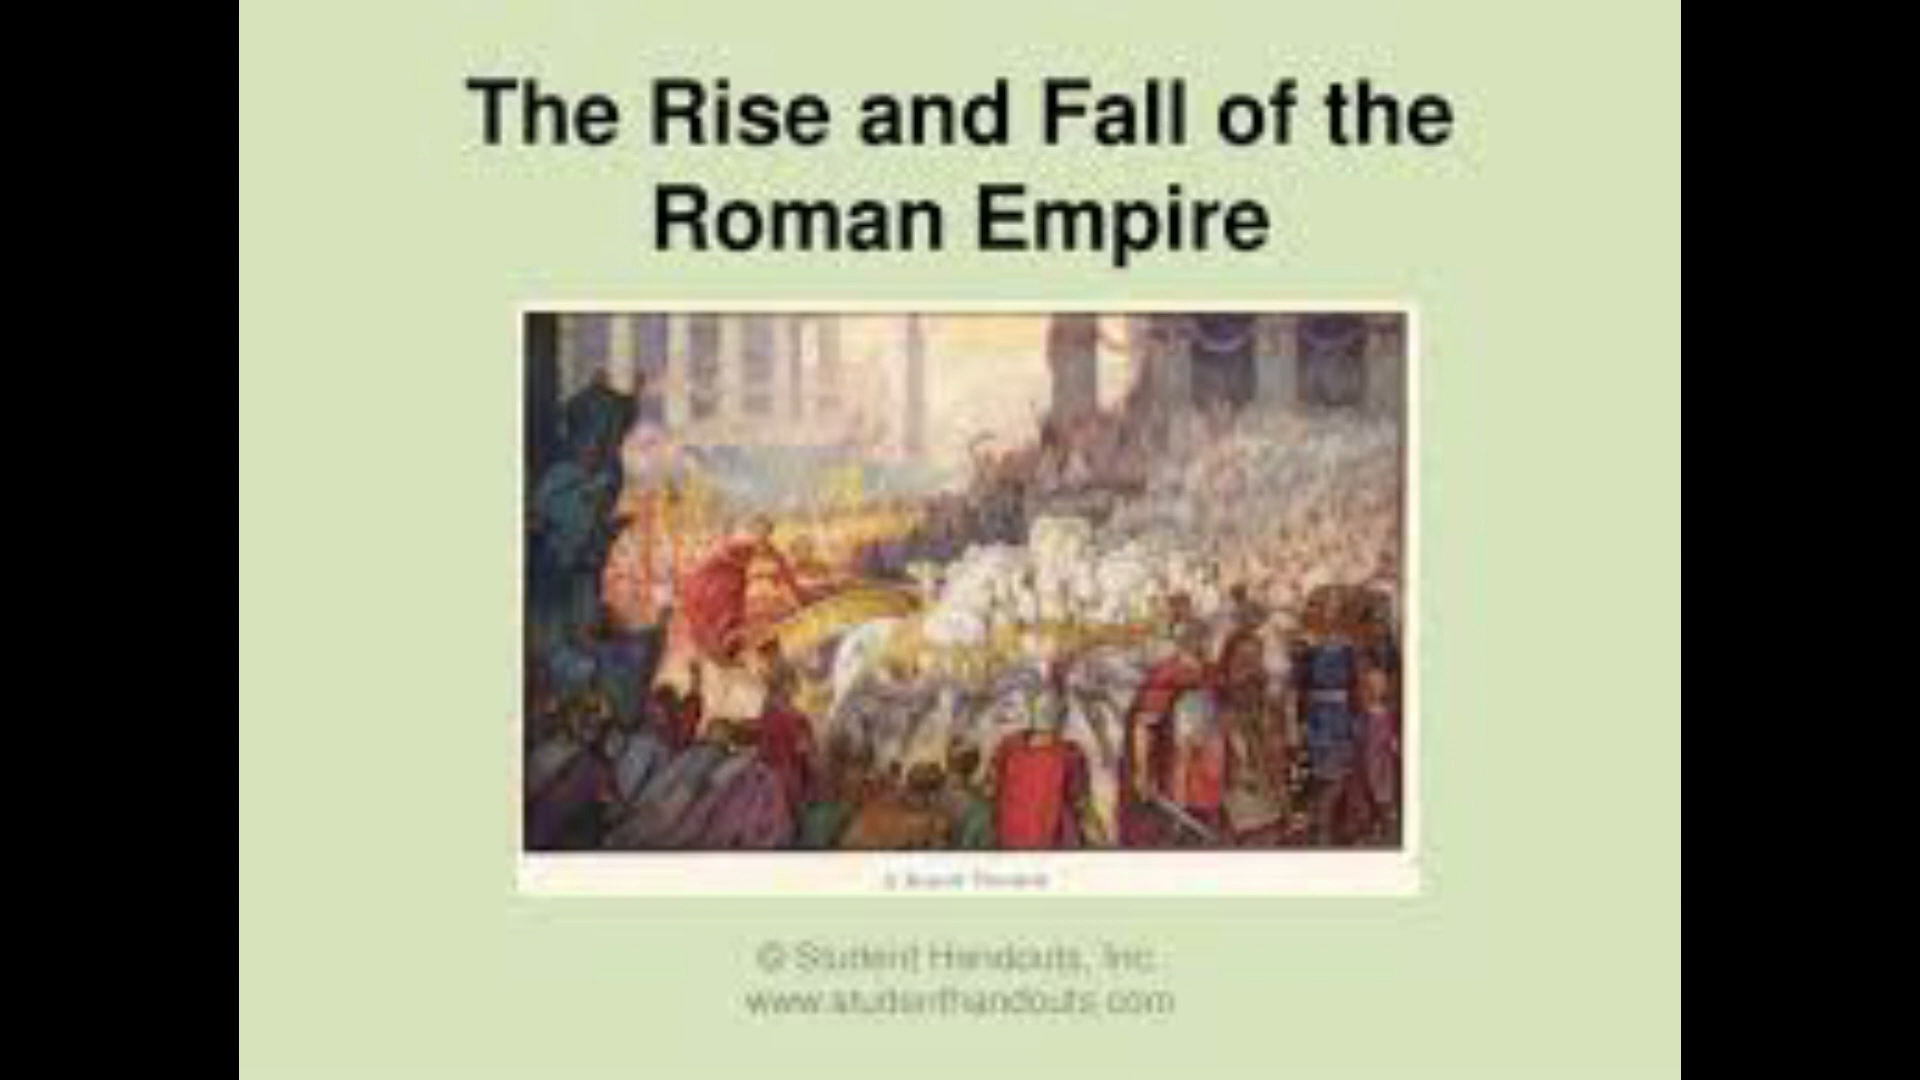 The Rise and Fall of the
Roman Empire
© Student Handouts, Inc.
www.studenthandouts.com